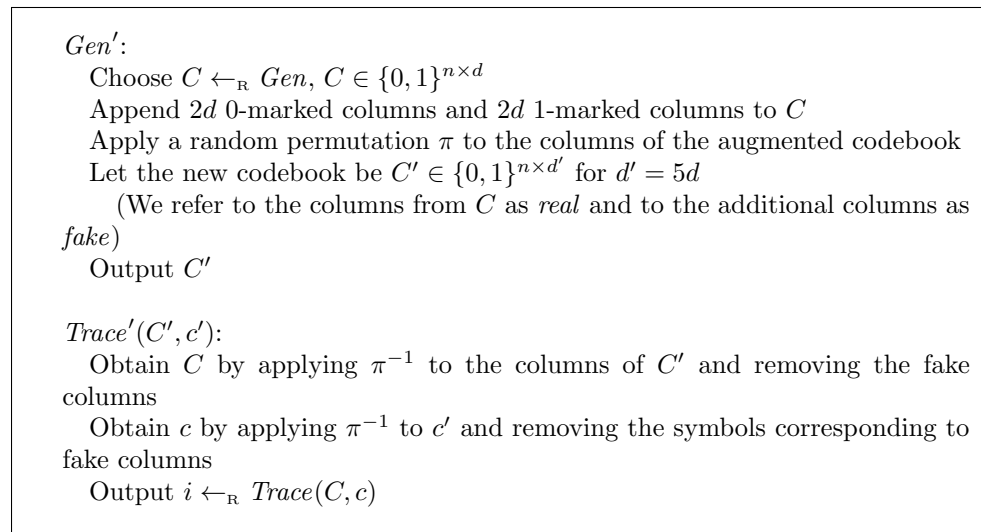 Gen′:
Choose C ←ʀ Gen, C ∈ {0, 1}ⁿˣᵈ
Append 2d 0-marked columns and 2d 1-marked columns to C
Apply a random permutation π to the columns of the augmented codebook
Let the new codebook be C′ ∈ {0, 1}ⁿˣᵈ′ for d′ = 5d
(We refer to the columns from C as real and to the additional columns as
fake)
Output C′
Trace′(C′, c′):
Obtain C by applying π⁻¹ to the columns of C′ and removing the fake
columns
Obtain c by applying π⁻¹ to c′ and removing the symbols corresponding to
fake columns
Output i ←ʀ Trace(C, c)